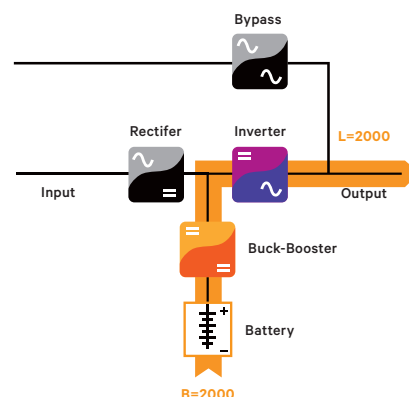 Bypass
L=2000
Rectifer
Inverter
Input
Output
Buck-Booster
+
Battery
−
B=2000